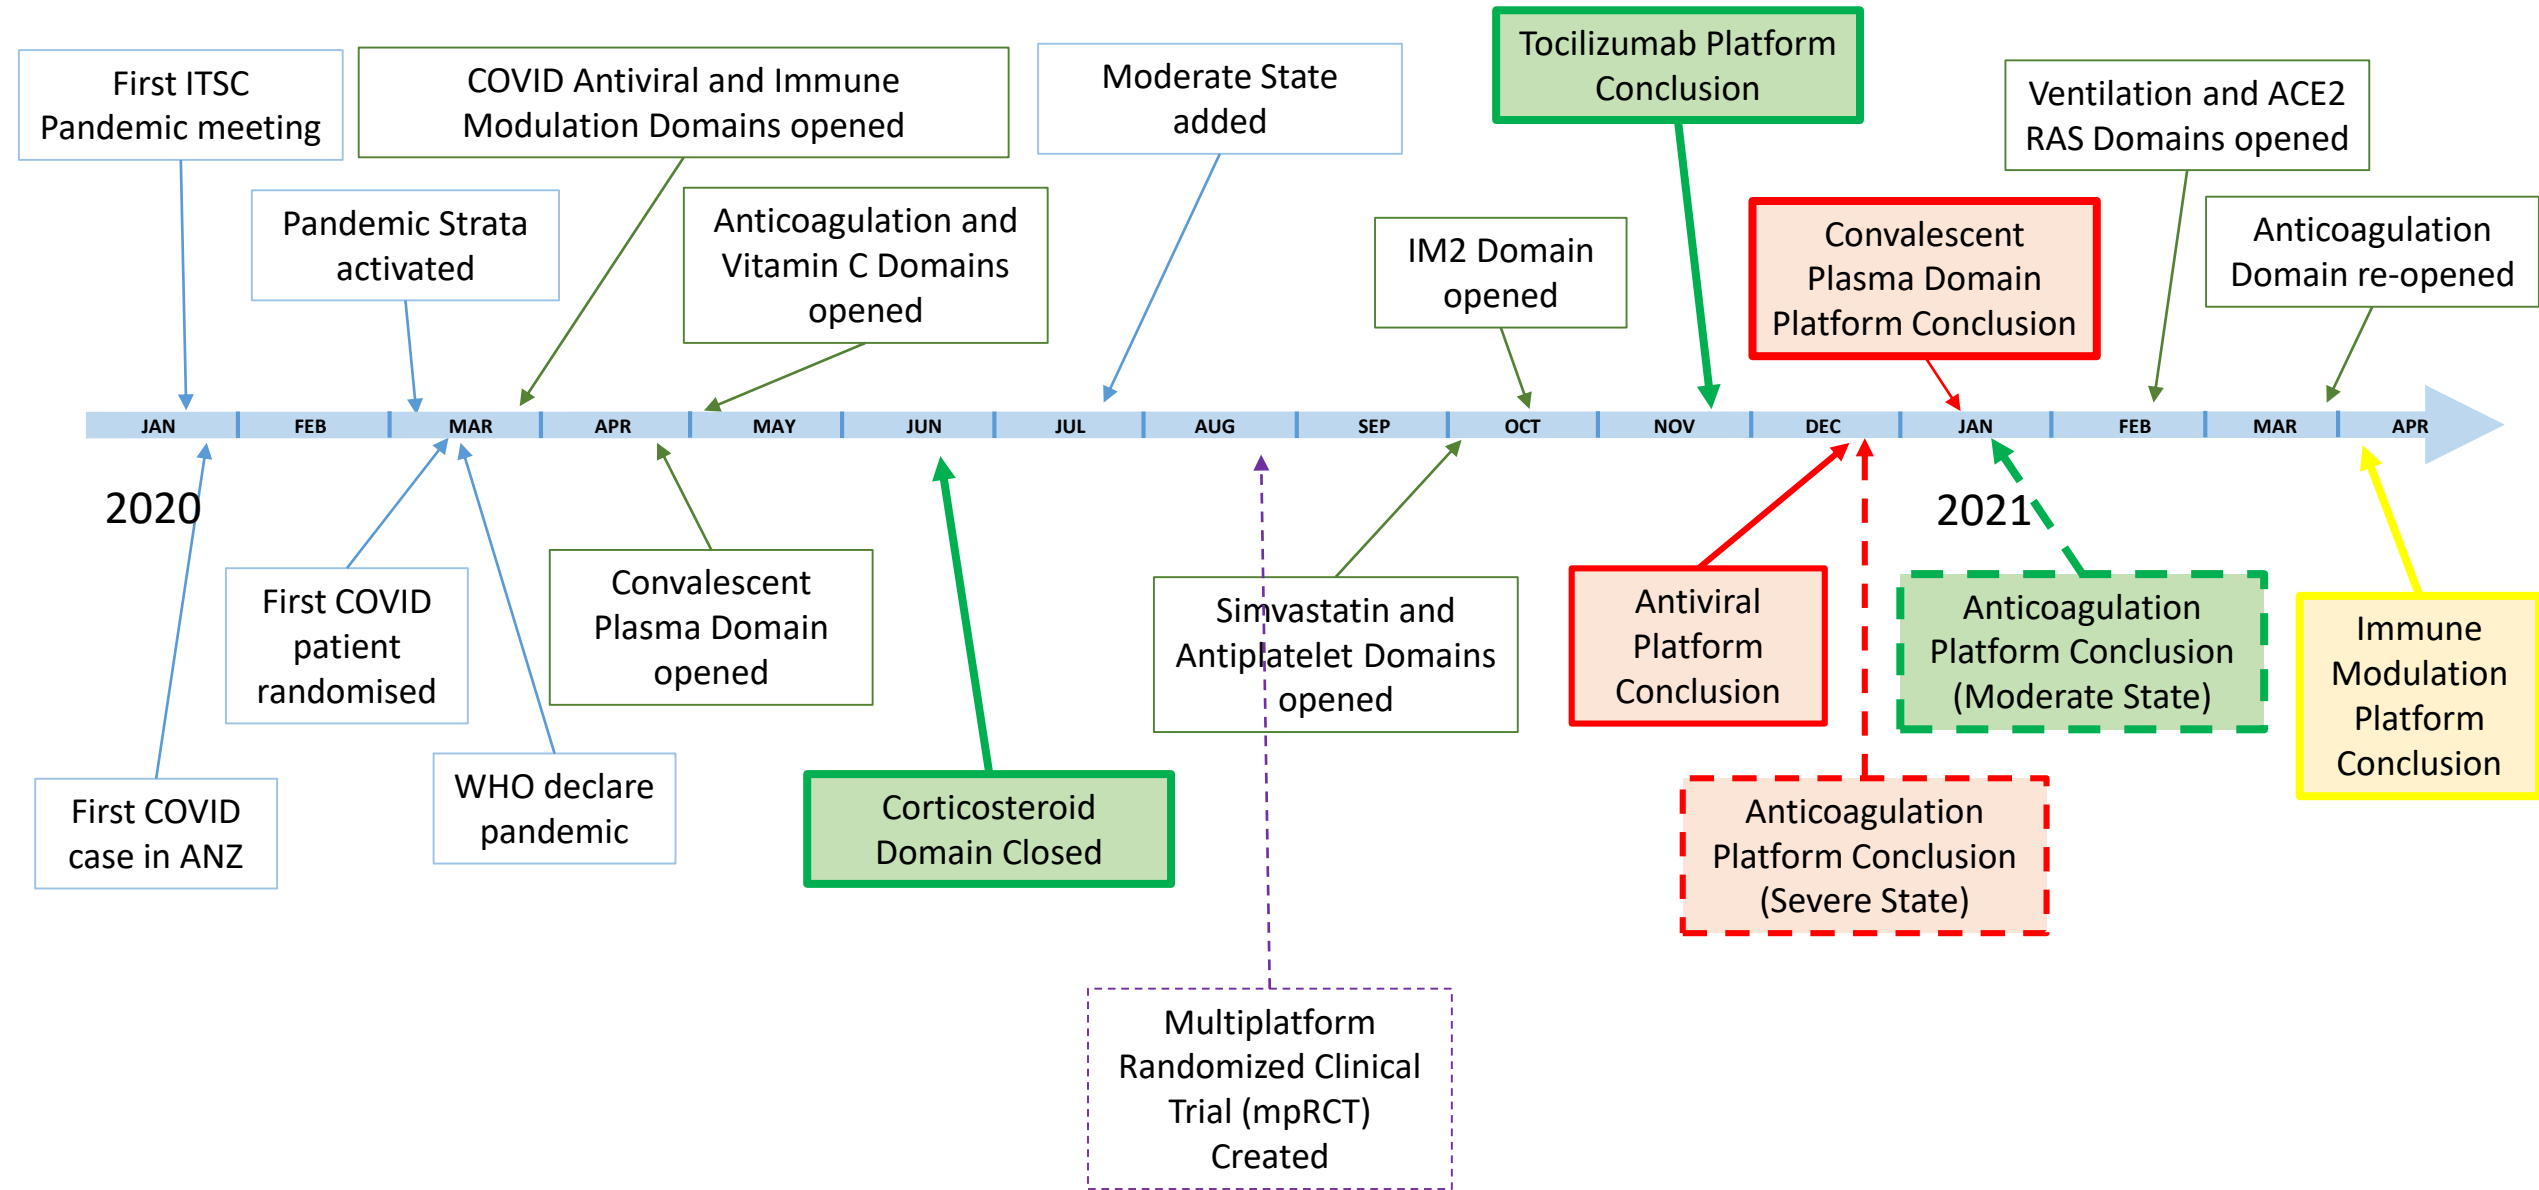 First ITSC
Pandemic meeting
COVID Antiviral and Immune
Modulation Domains opened
Moderate State
added
Tocilizumab Platform
Conclusion
Ventilation and ACE2
RAS Domains opened
Pandemic Strata
activated
Anticoagulation and
Vitamin C Domains
opened
IM2 Domain
opened
Convalescent
Plasma Domain
Platform Conclusion
Anticoagulation
Domain re-opened
JAN FEB MAR APR MAY JUN JUL AUG SEP OCT NOV DEC JAN FEB MAR APR
2020
2021
First COVID
patient
randomised
Convalescent
Plasma Domain
opened
Simvastatin and
Antiplatelet Domains
opened
Antiviral
Platform
Conclusion
Anticoagulation
Platform Conclusion
(Moderate State)
Immune
Modulation
Platform
Conclusion
First COVID
case in ANZ
WHO declare
pandemic
Corticosteroid
Domain Closed
Anticoagulation
Platform Conclusion
(Severe State)
Multiplatform
Randomized Clinical
Trial (mpRCT)
Created